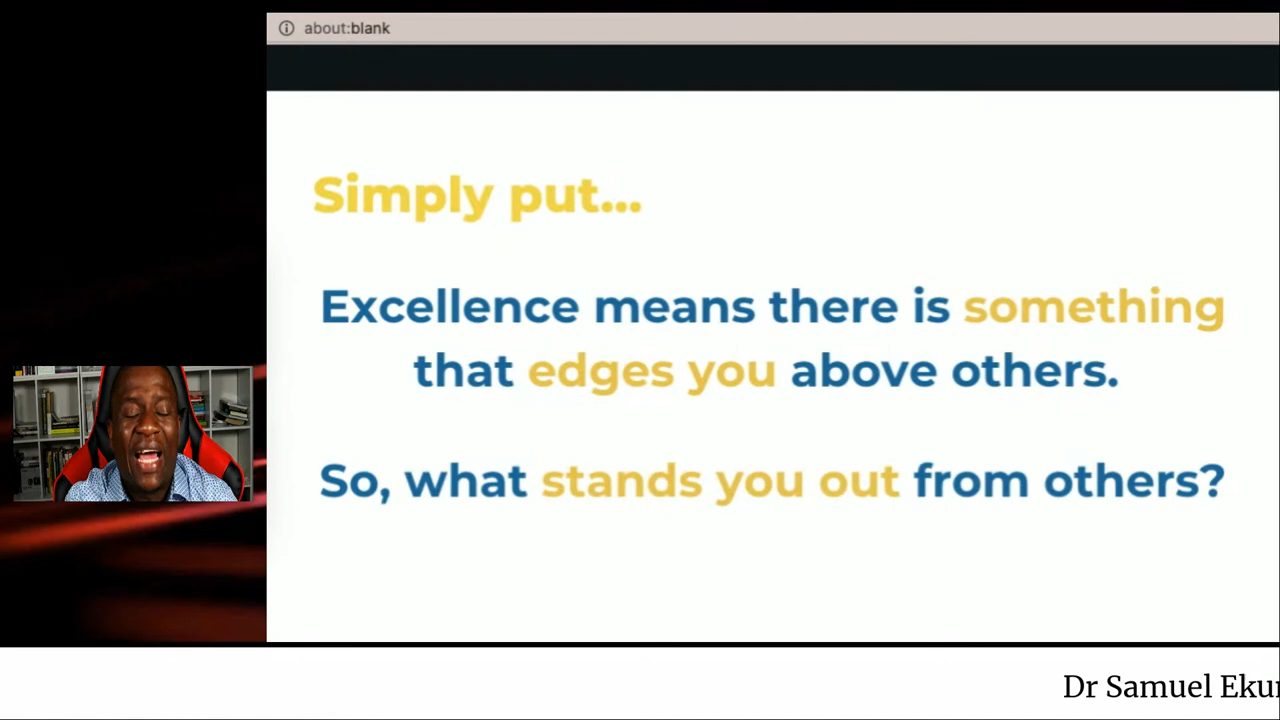 about:blank
Simply put...
Excellence means there is something
that edges you above others.
So, what stands you out from others?
Dr Samuel